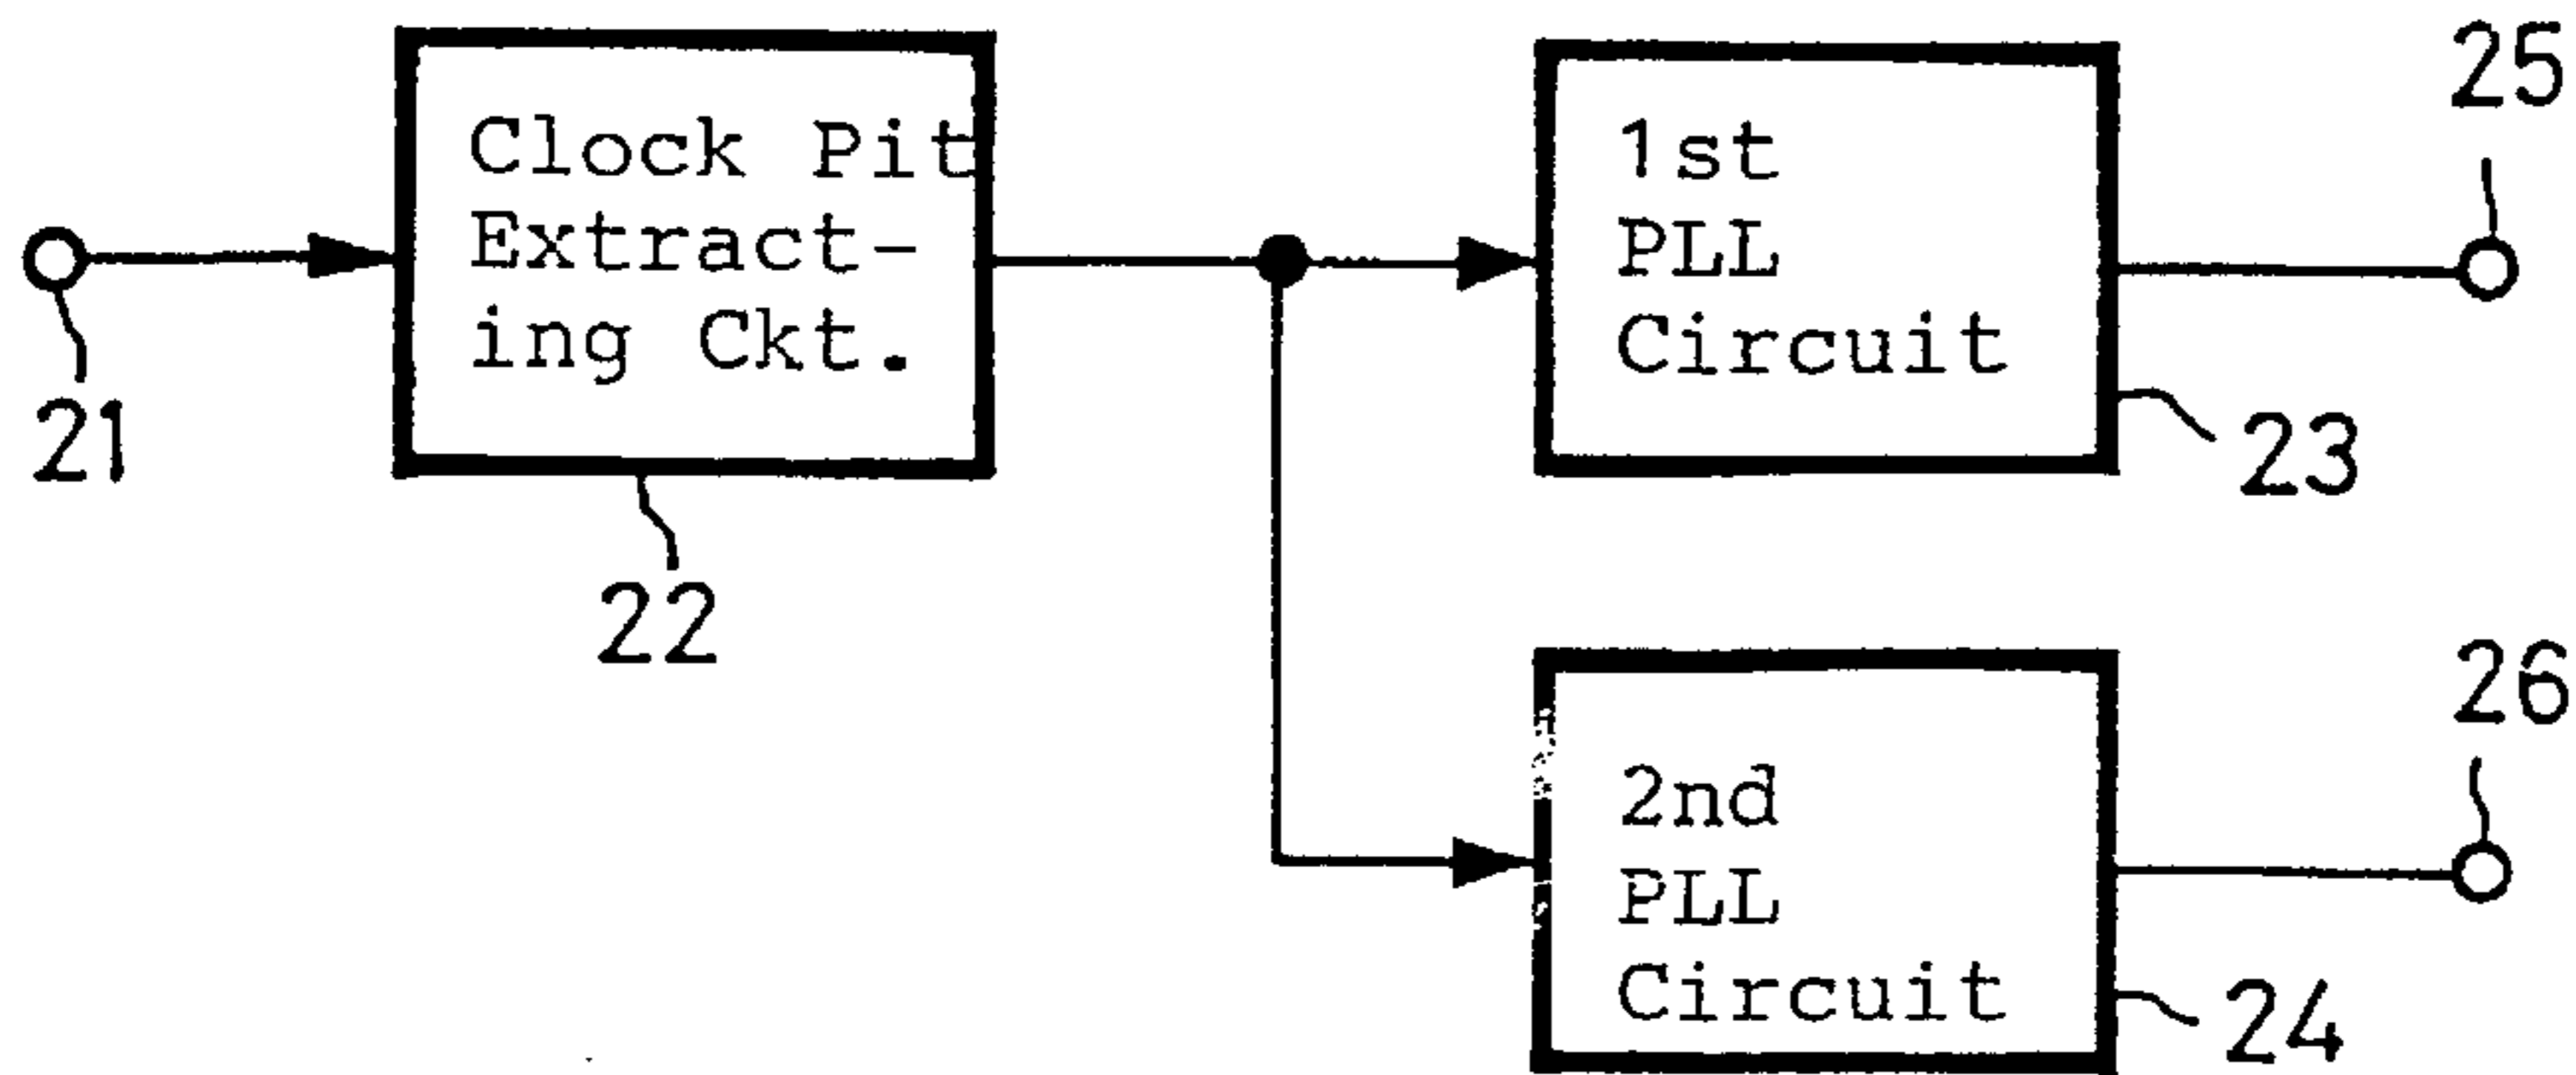 Clock Pit
Extract-
ing Ckt.
1st
PLL
Circuit
25
21
22
23
2nd
PLL
Circuit
26
24